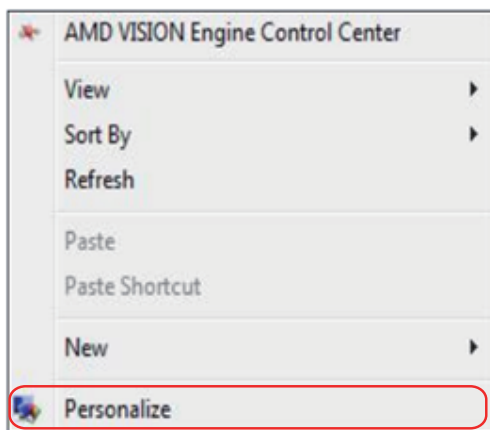 AMD VISION Engine Control Center
View
Sort By
Refresh
Paste
Paste Shortcut
New
Personalize